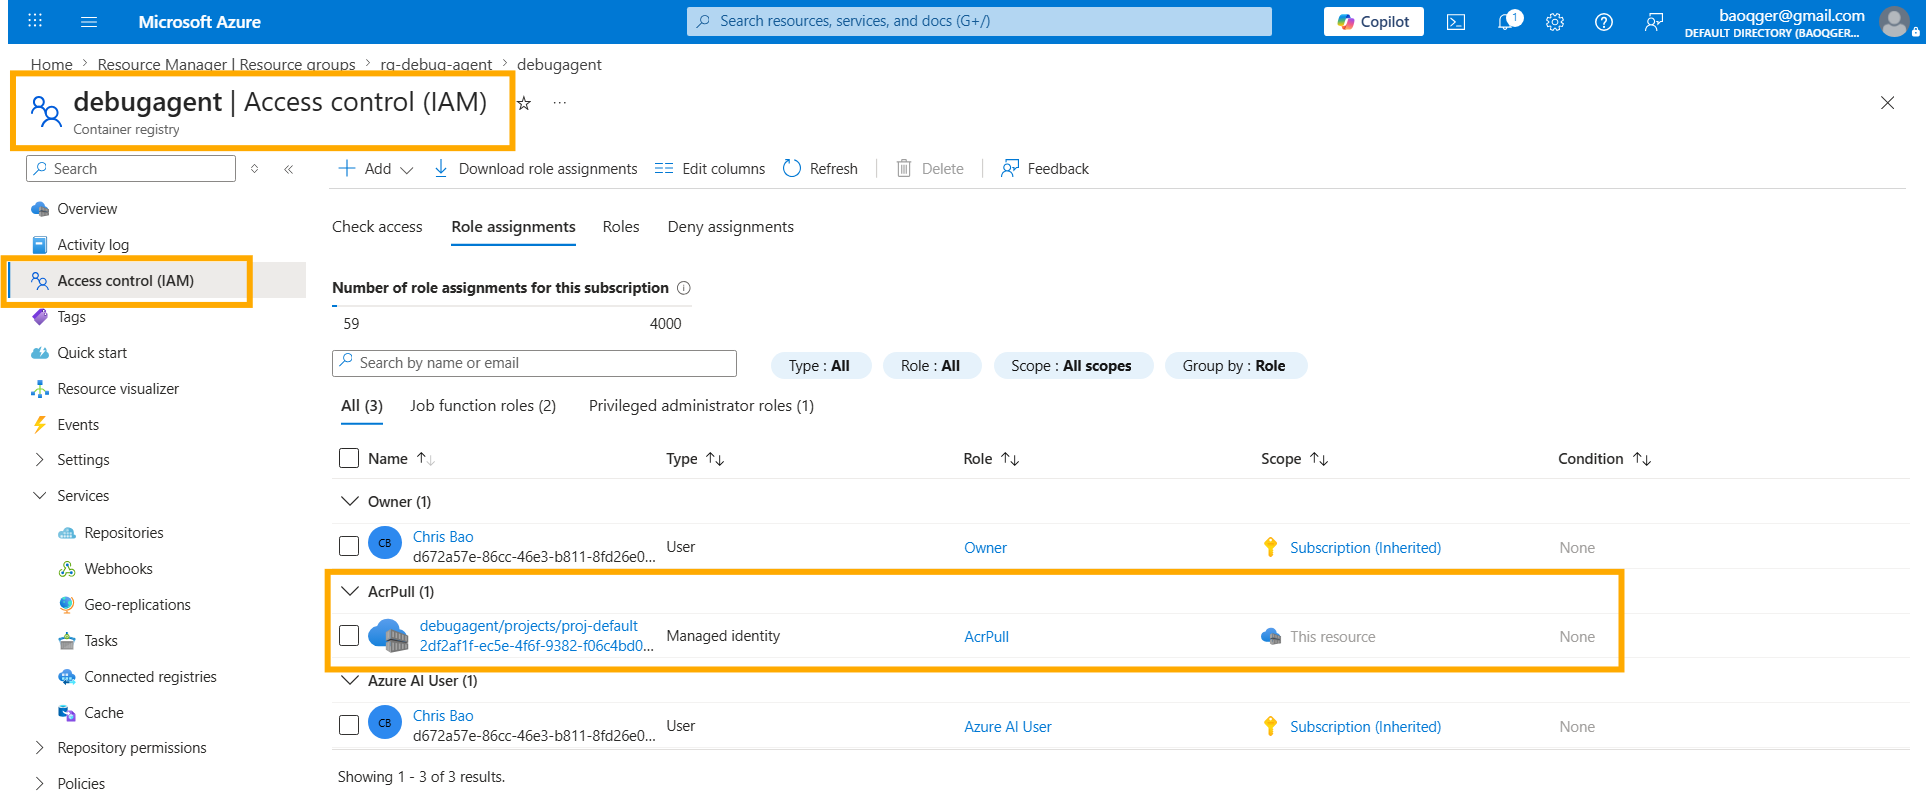 Microsoft Azure
Search resources, services, and docs (G+/)
Copilot
1
baoqger@gmail.com
DEFAULT DIRECTORY (BAOQGER...
Home > Resource Manager | Resource groups > rg-debug-agent > debugagent
debugagent | Access control (IAM)
...
Container registry
Search
Add
Download role assignments
Edit columns
Refresh
Delete
Feedback
Overview
Activity log
Access control (IAM)
Tags
Quick start
Resource visualizer
Events
Settings
Services
Repositories
Webhooks
Geo-replications
Tasks
Connected registries
Cache
Repository permissions
Policies
Check access
Role assignments
Roles
Deny assignments
Number of role assignments for this subscription
59
4000
Search by name or email
Type : All
Role : All
Scope : All scopes
Group by : Role
All (3)
Job function roles (2)
Privileged administrator roles (1)
Name
Type
Role
Scope
Condition
Owner (1)
CB
Chris Bao
d672a57e-86cc-46e3-b811-8fd26e0...
User
Owner
Subscription (Inherited)
None
AcrPull (1)
debugagent/projects/proj-default
2df2af1f-ec5e-4f6f-9382-f06c4bd0...
Managed identity
AcrPull
This resource
None
Azure AI User (1)
CB
Chris Bao
d672a57e-86cc-46e3-b811-8fd26e0...
User
Azure AI User
Subscription (Inherited)
None
Showing 1 - 3 of 3 results.